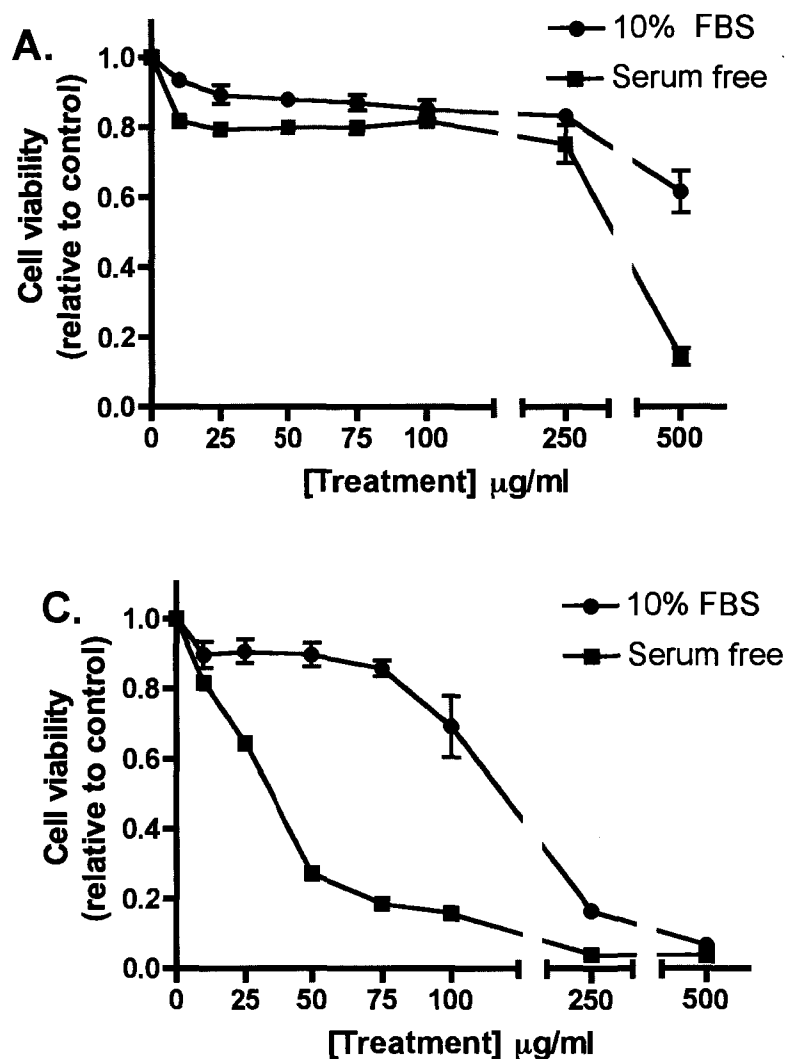 A.
10% FBS
Serum free
Cell viability
(relative to control)
1.0
0.8
0.6
0.4
0.2
0.0
0 25 50 75 100 250 500
[Treatment] μg/ml
C.
10% FBS
Serum free
Cell viability
(relative to control)
1.0
0.8
0.6
0.4
0.2
0.0
0 25 50 75 100 250 500
[Treatment] μg/ml